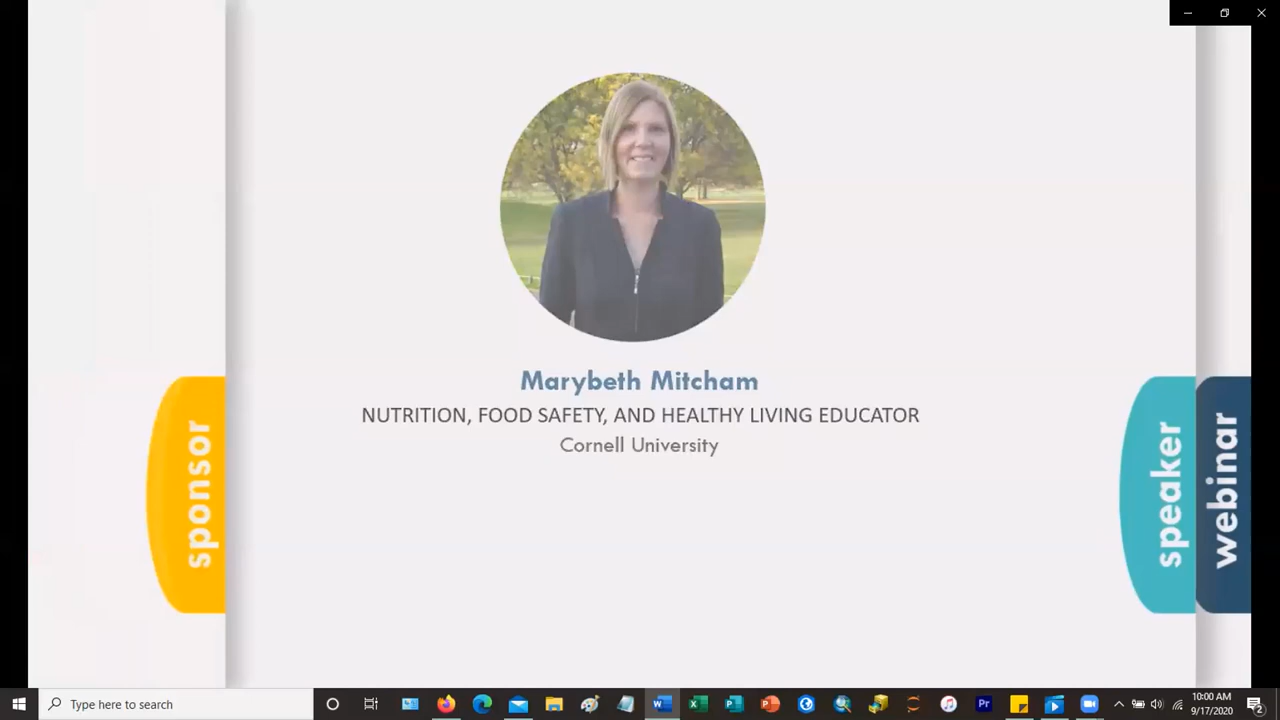 Marybeth Mitcham
NUTRITION, FOOD SAFETY, AND HEALTHY LIVING EDUCATOR
Cornell University
sponsor
speaker
webinar
Type here to search
10:00 AM
9/17/2020
2